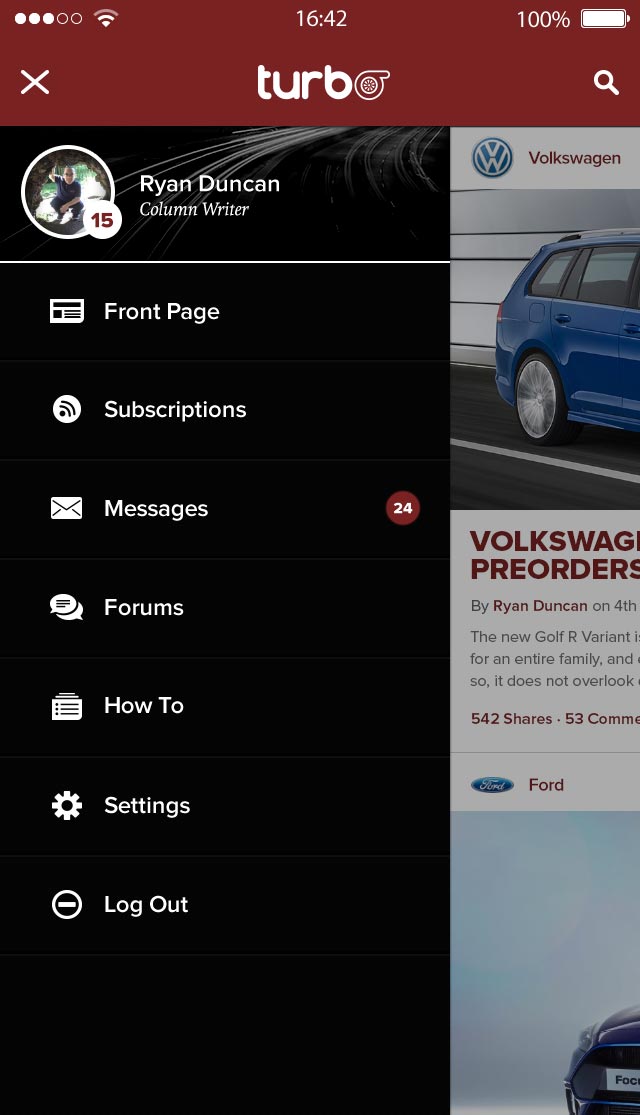 16:42
100%
turbo
Ryan Duncan
Column Writer
15
Front Page
Subscriptions
Messages
24
Forums
How To
Settings
Log Out
Volkswagen
VOLKSWAG
PREORDERS
By Ryan Duncan on 4th
The new Golf R Variant is
for an entire family, and
so, it does not overlook
542 Shares · 53 Comme
Ford
Ford
Foc